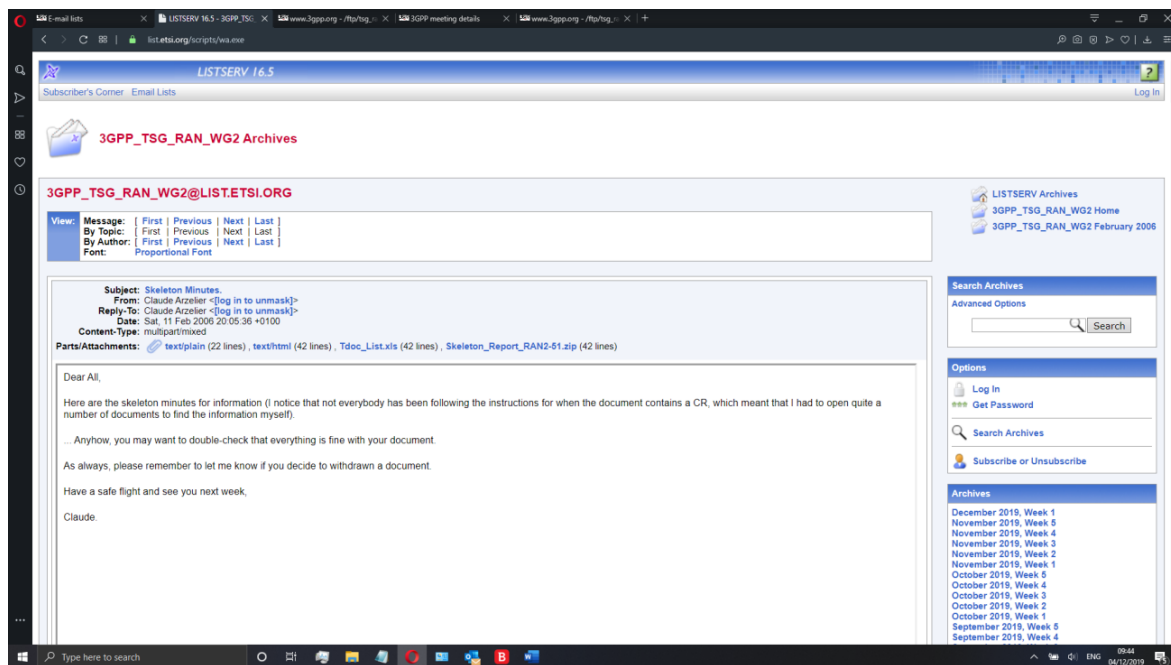 E-mail lists
LISTSERV 16.5 - 3GPP_TSG_
www.3gpp.org - /ftp/tsg_r
3GPP meeting details
www.3gpp.org - /ftp/tsg_r
list.etsi.org/scripts/wa.exe
LISTSERV 16.5
Subscriber's Corner Email Lists
Log In
3GPP_TSG_RAN_WG2 Archives
3GPP_TSG_RAN_WG2@LIST.ETSI.ORG
View: Message: [ First | Previous | Next | Last ]
By Topic: [ First | Previous | Next | Last ]
By Author: [ First | Previous | Next | Last ]
Font: Proportional Font
LISTSERV Archives
3GPP_TSG_RAN_WG2 Home
3GPP_TSG_RAN_WG2 February 2006
Subject: Skeleton Minutes.
From: Claude Arzelier <[log in to unmask]>
Reply-To: Claude Arzelier <[log in to unmask]>
Date: Sat, 11 Feb 2006 20:05:36 +0100
Content-Type: multipart/mixed
Parts/Attachments: text/plain (22 lines) , text/html (42 lines) , Tdoc_List.xls (42 lines) , Skeleton_Report_RAN2-51.zip (42 lines)
Dear All,
Here are the skeleton minutes for information (I notice that not everybody has been following the instructions for when the document contains a CR, which meant that I had to open quite a
number of documents to find the information myself).
... Anyhow, you may want to double-check that everything is fine with your document.
As always, please remember to let me know if you decide to withdrawn a document.
Have a safe flight and see you next week,
Claude.
Search Archives
Advanced Options
Search
Options
Log In
Get Password
Search Archives
Subscribe or Unsubscribe
Archives
December 2019, Week 1
November 2019, Week 5
November 2019, Week 4
November 2019, Week 3
November 2019, Week 2
November 2019, Week 1
October 2019, Week 5
October 2019, Week 4
October 2019, Week 3
October 2019, Week 2
October 2019, Week 1
September 2019, Week 5
September 2019, Week 4
Type here to search
ENG
09:44
04/12/2019